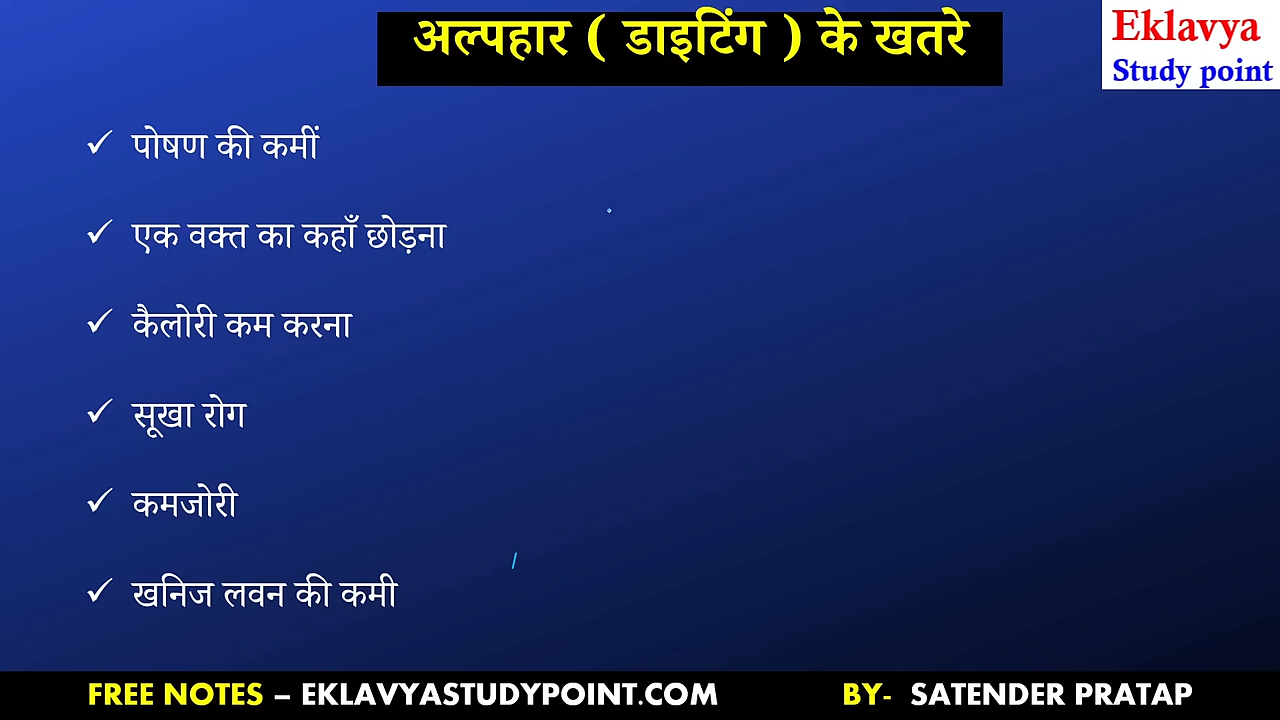 अल्पहार ( डाइटिंग ) के खतरे
Eklavya
Study point
✓ पोषण की कमीं
✓ एक वक्त का कहाँ छोड़ना
✓ कैलोरी कम करना
✓ सूखा रोग
✓ कमजोरी
✓ खनिज लवन की कमी
FREE NOTES – EKLAVYASTUDYPOINT.COM BY- SATENDER PRATAP